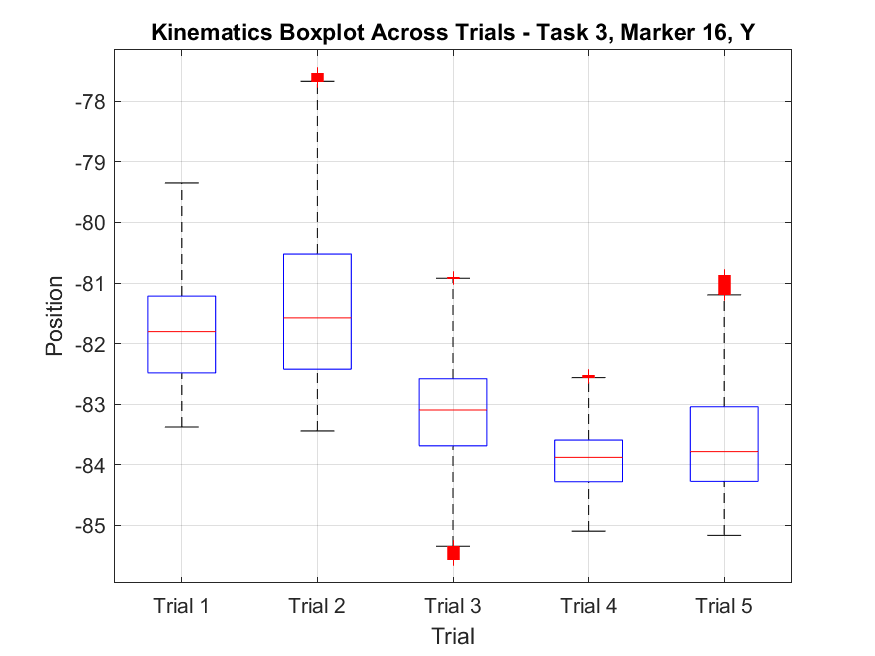 Kinematics Boxplot Across Trials - Task 3, Marker 16, Y
-78
-79
-80
-81
-82
-83
-84
-85
Position
Trial 1 Trial 2 Trial 3 Trial 4 Trial 5
Trial